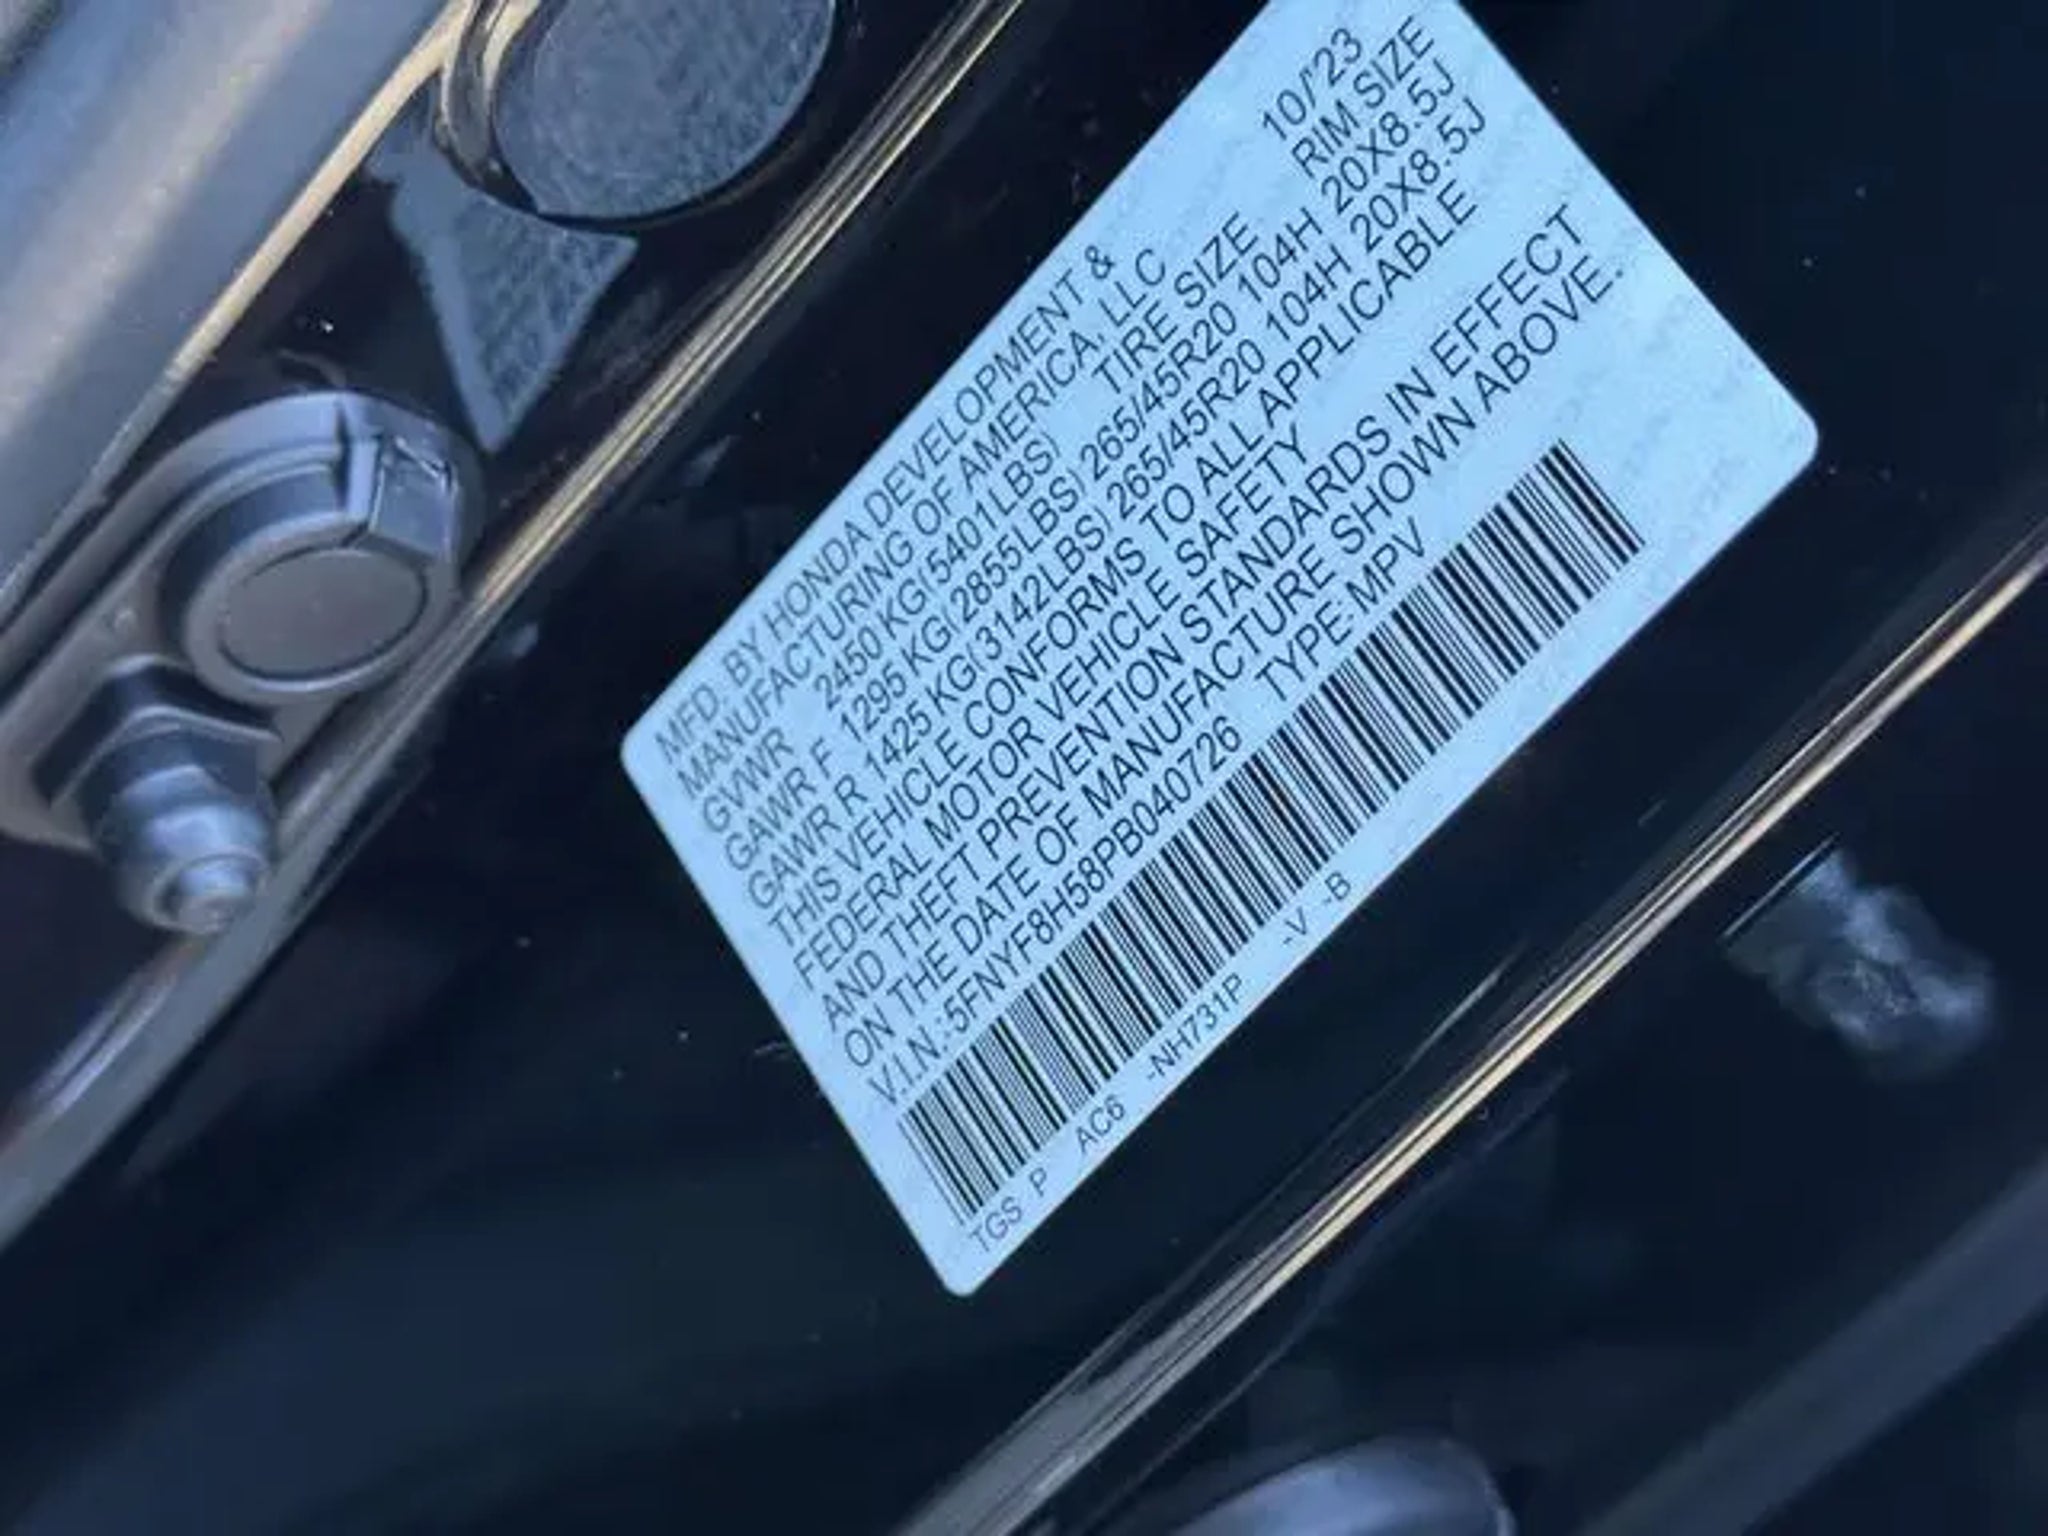 MFD. BY HONDA DEVELOPMENT &
MANUFACTURING OF AMERICA, LLC 10/'23
GVWR 2450 KG(5401LBS) TIRE SIZE RIM SIZE
GAWR F 1295 KG(2855LBS) 265/45R20 104H 20X8.5J
GAWR R 1425 KG(3142LBS) 265/45R20 104H 20X8.5J
THIS VEHICLE CONFORMS TO ALL APPLICABLE
FEDERAL MOTOR VEHICLE SAFETY
AND THEFT PREVENTION STANDARDS IN EFFECT
ON THE DATE OF MANUFACTURE SHOWN ABOVE.
V.I.N.:5FNYF8H58PB040726 TYPE:MPV
TGS P AC6 -NH731P -V -B